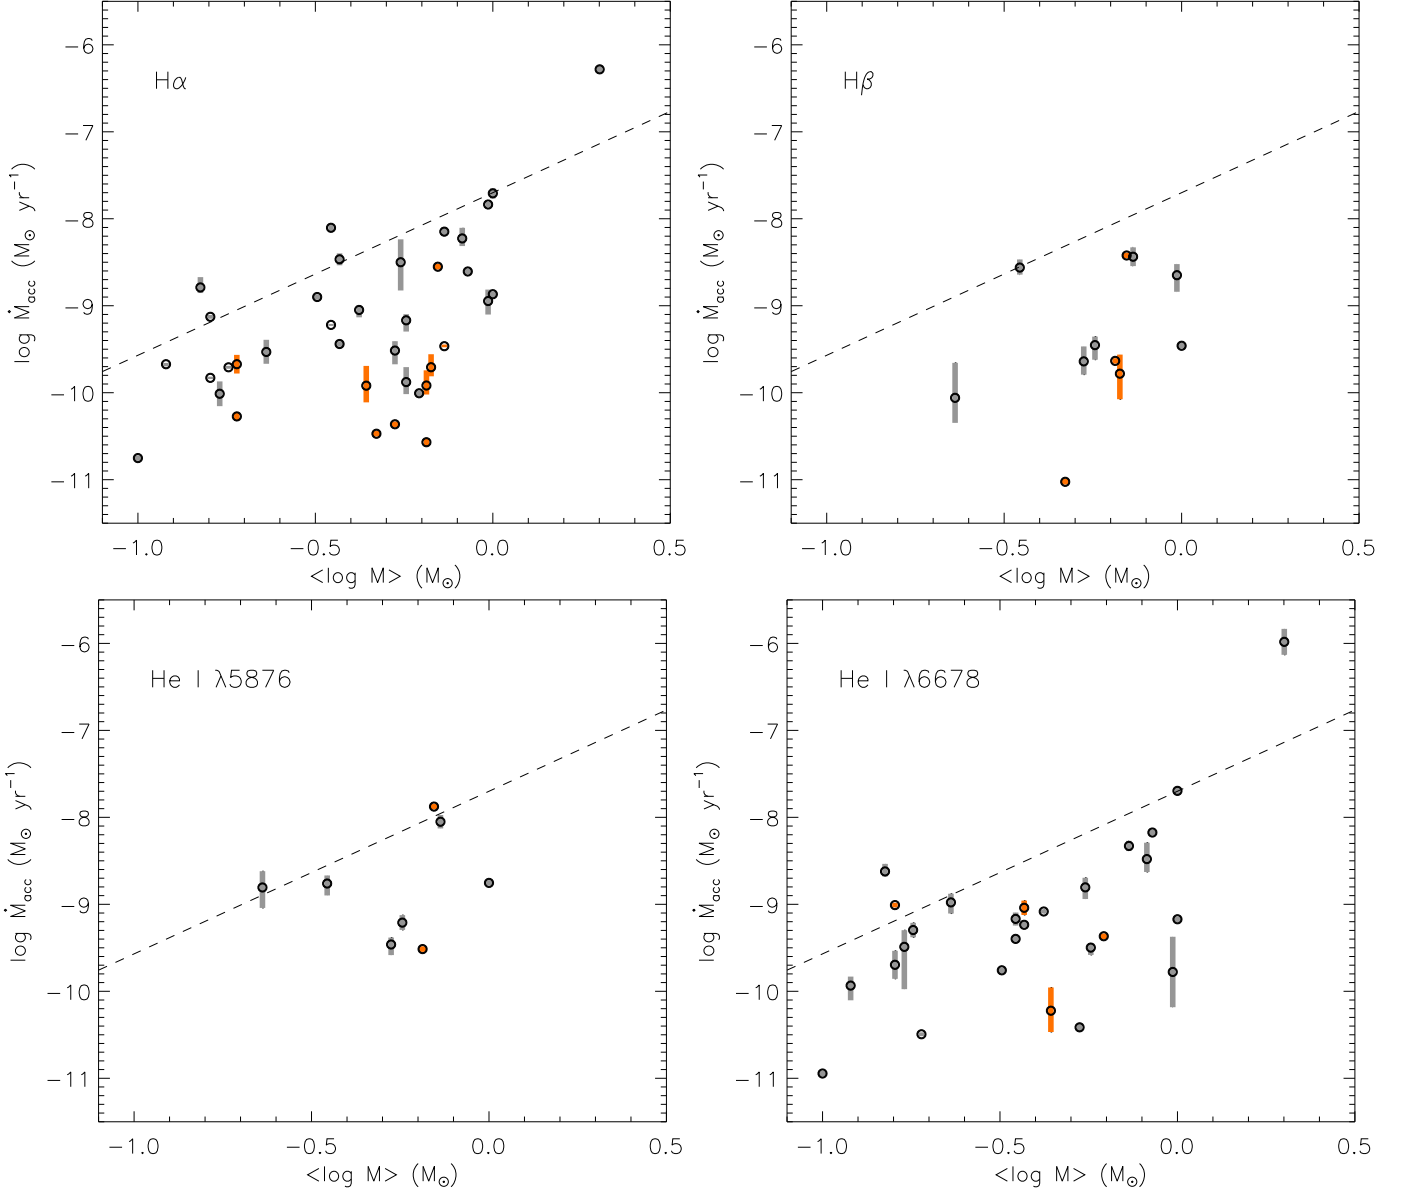 Hα
Hβ
−6
−7
−8
−9
−10
−11
−6
−7
−8
−9
−10
−11
log Ṁacc (M⊙ yr−1)
log Ṁacc (M⊙ yr−1)
−1.0 −0.5 0.0 0.5
−1.0 −0.5 0.0 0.5
<log M> (M⊙)
<log M> (M⊙)
He I λ5876
He I λ6678
−6
−7
−8
−9
−10
−11
−6
−7
−8
−9
−10
−11
log Ṁacc (M⊙ yr−1)
log Ṁacc (M⊙ yr−1)
−1.0 −0.5 0.0 0.5
−1.0 −0.5 0.0 0.5
<log M> (M⊙)
<log M> (M⊙)